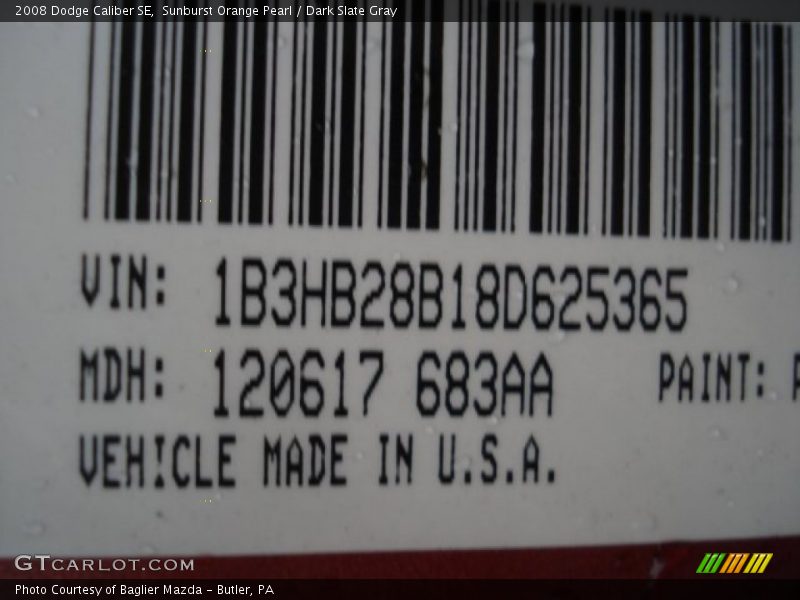 2008 Dodge Caliber SE, Sunburst Orange Pearl / Dark Slate Gray
VIN: 1B3HB28B18D625365
MDH: 120617 683AA PAINT:
VEHICLE MADE IN U.S.A.
GTCARLOT.COM
Photo Courtesy of Baglier Mazda - Butler, PA